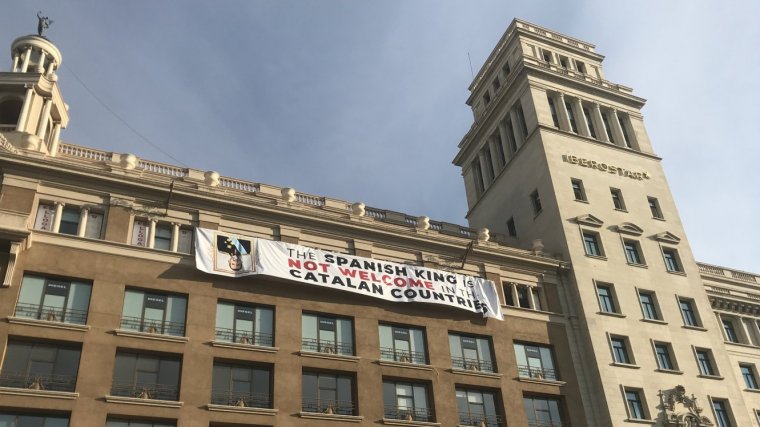 IBEROSTAR
THE SPANISH KING IS
NOT WELCOME IN THE
CATALAN COUNTRIES